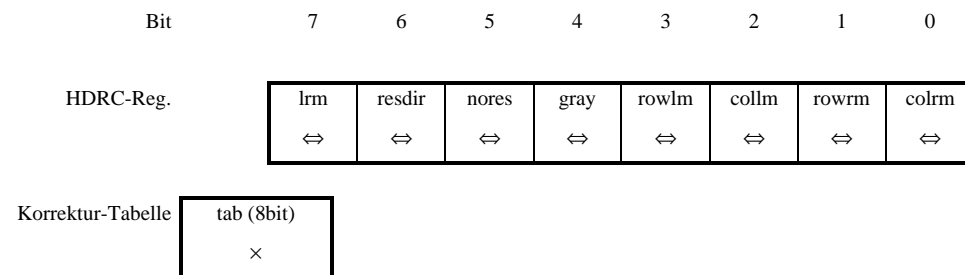 Bit 7 6 5 4 3 2 1 0
HDRC-Reg. lrm resdir nores gray rowlm collm rowrm colrm
⇔ ⇔ ⇔ ⇔ ⇔ ⇔ ⇔ ⇔
Korrektur-Tabelle tab (8bit)
×